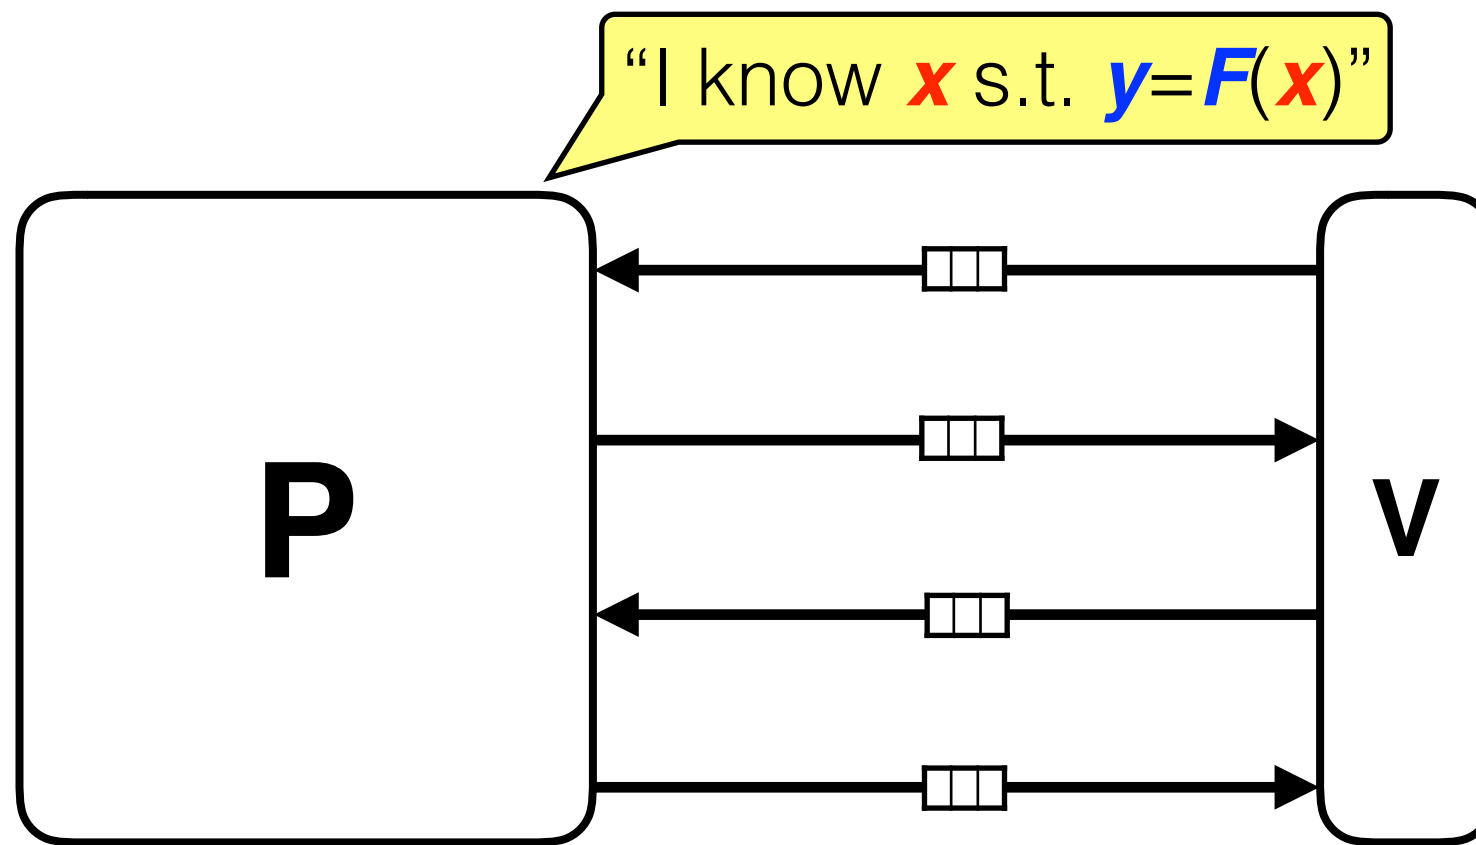 “I know x s.t. y=F(x)”
P
V